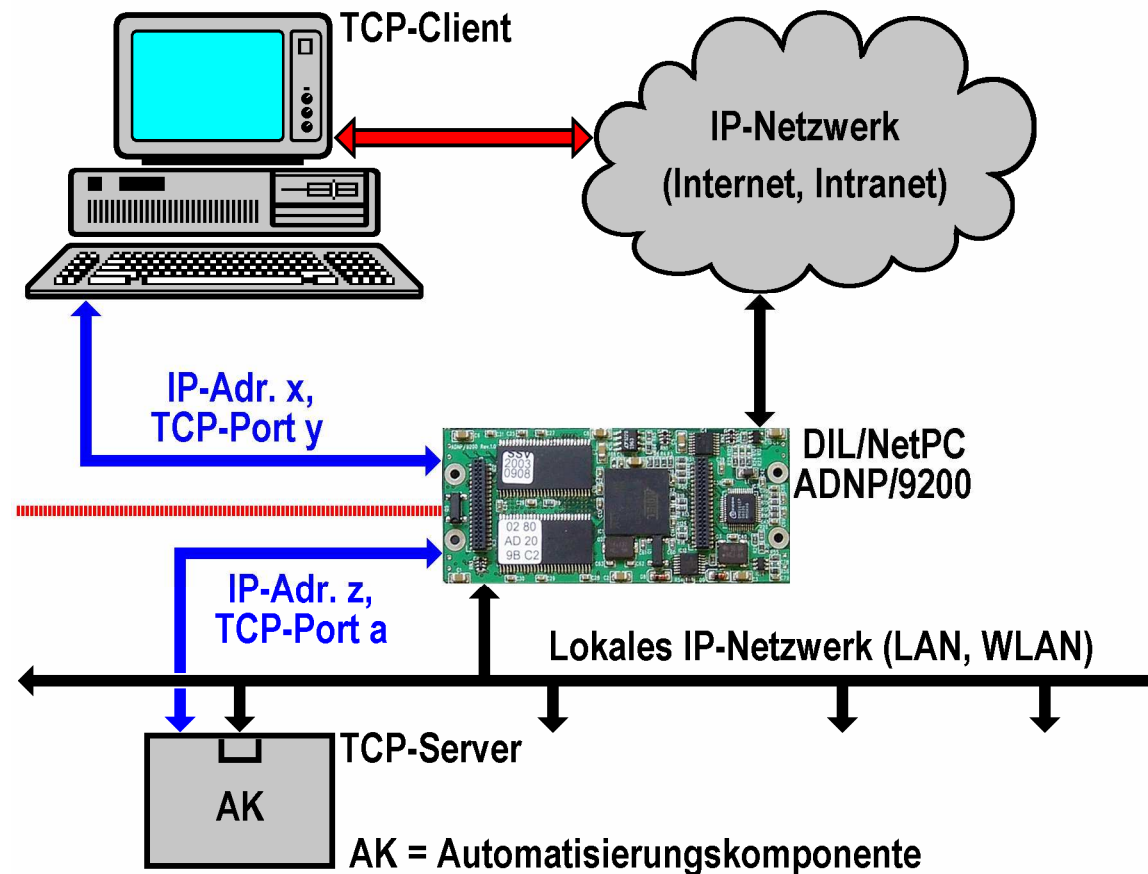 TCP-Client
IP-Netzwerk
(Internet, Intranet)
IP-Adr. x,
TCP-Port y
DIL/NetPC
ADNP/9200
SSV
2003
0908
02 80
AD 20
9B C2
IP-Adr. z,
TCP-Port a
Lokales IP-Netzwerk (LAN, WLAN)
TCP-Server
AK
AK = Automatisierungskomponente